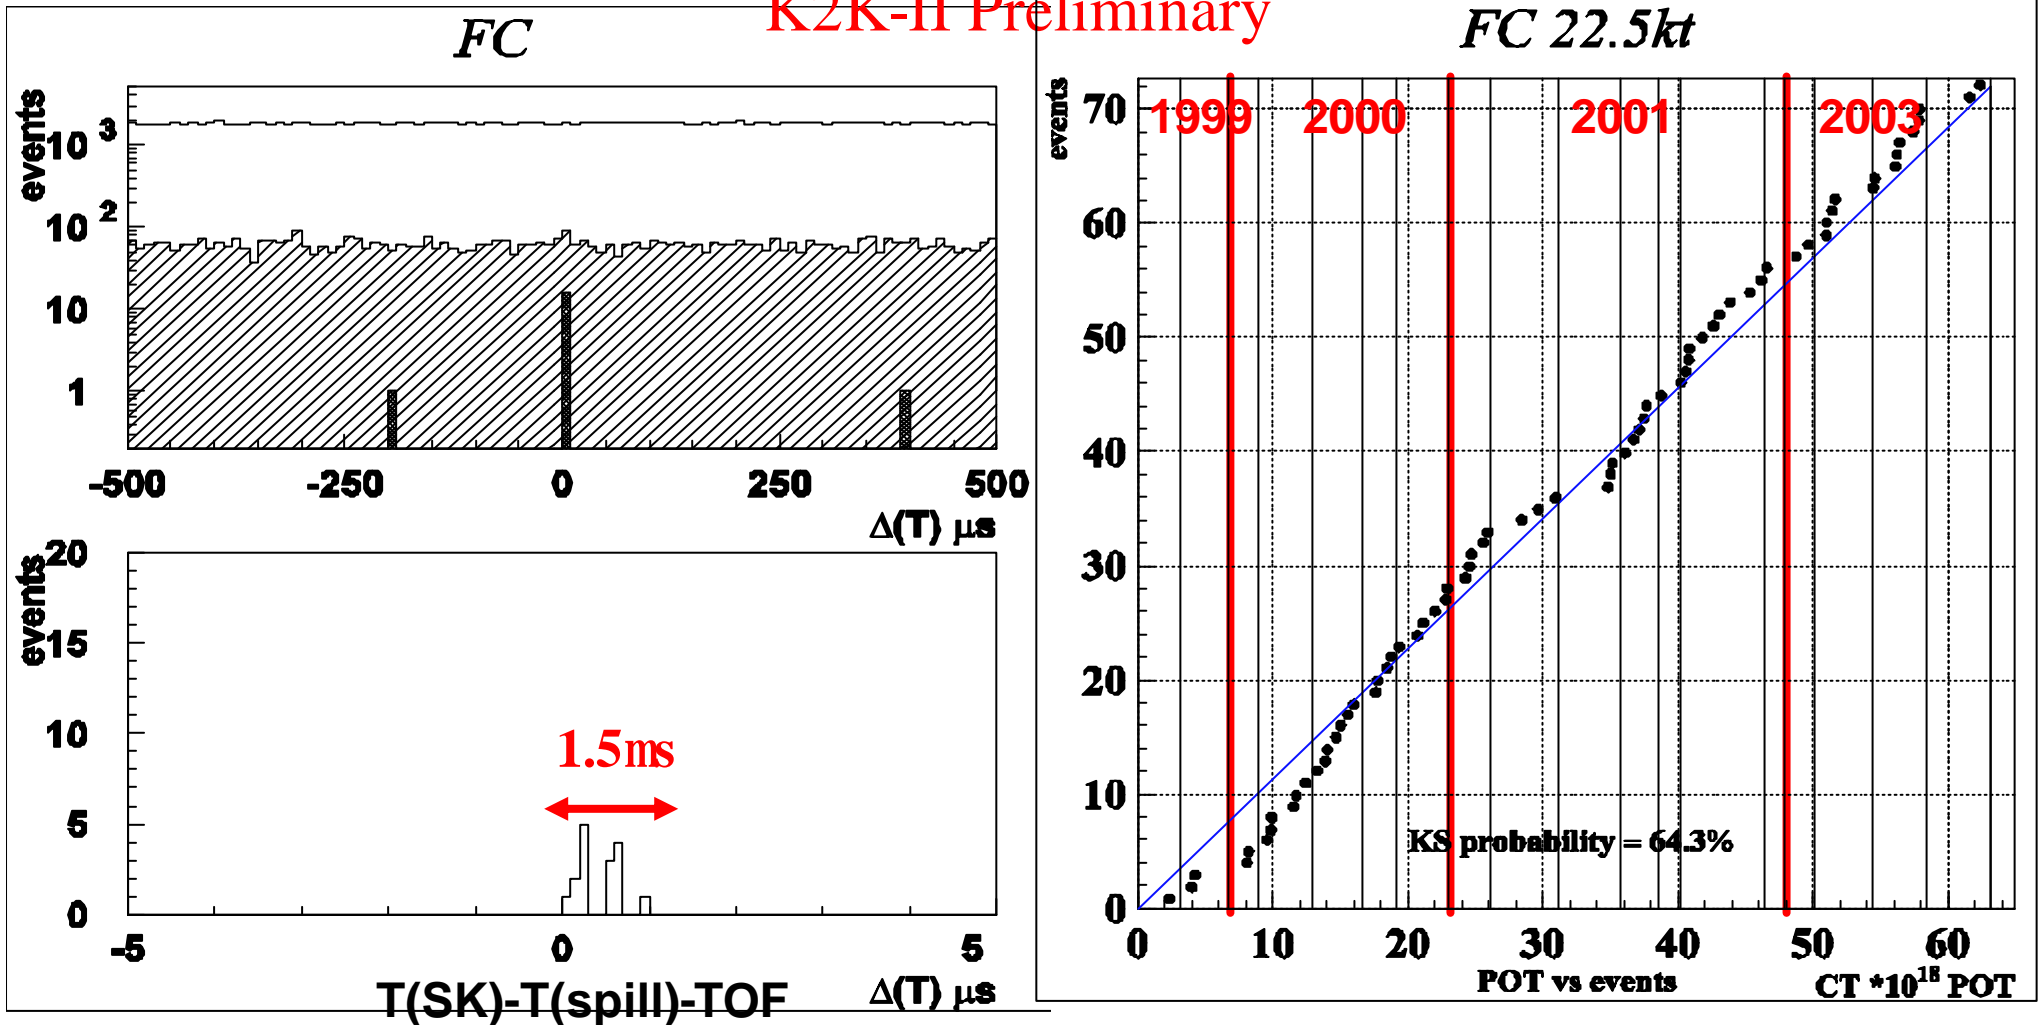 K2K-II Preliminary
FC
events
10 3
10 2
10
1
-500 -250 0 250 500
Δ(T) μs
events
20
15
10
5
0
1.5ms
-5 0 5
Δ(T) μs
T(SK)-T(spill)-TOF
FC 22.5kt
events
70
60
50
40
30
20
10
0
1999 2000 2001 2003
KS probability = 64.3%
0 10 20 30 40 50 60
POT vs events
CT *10^18 POT